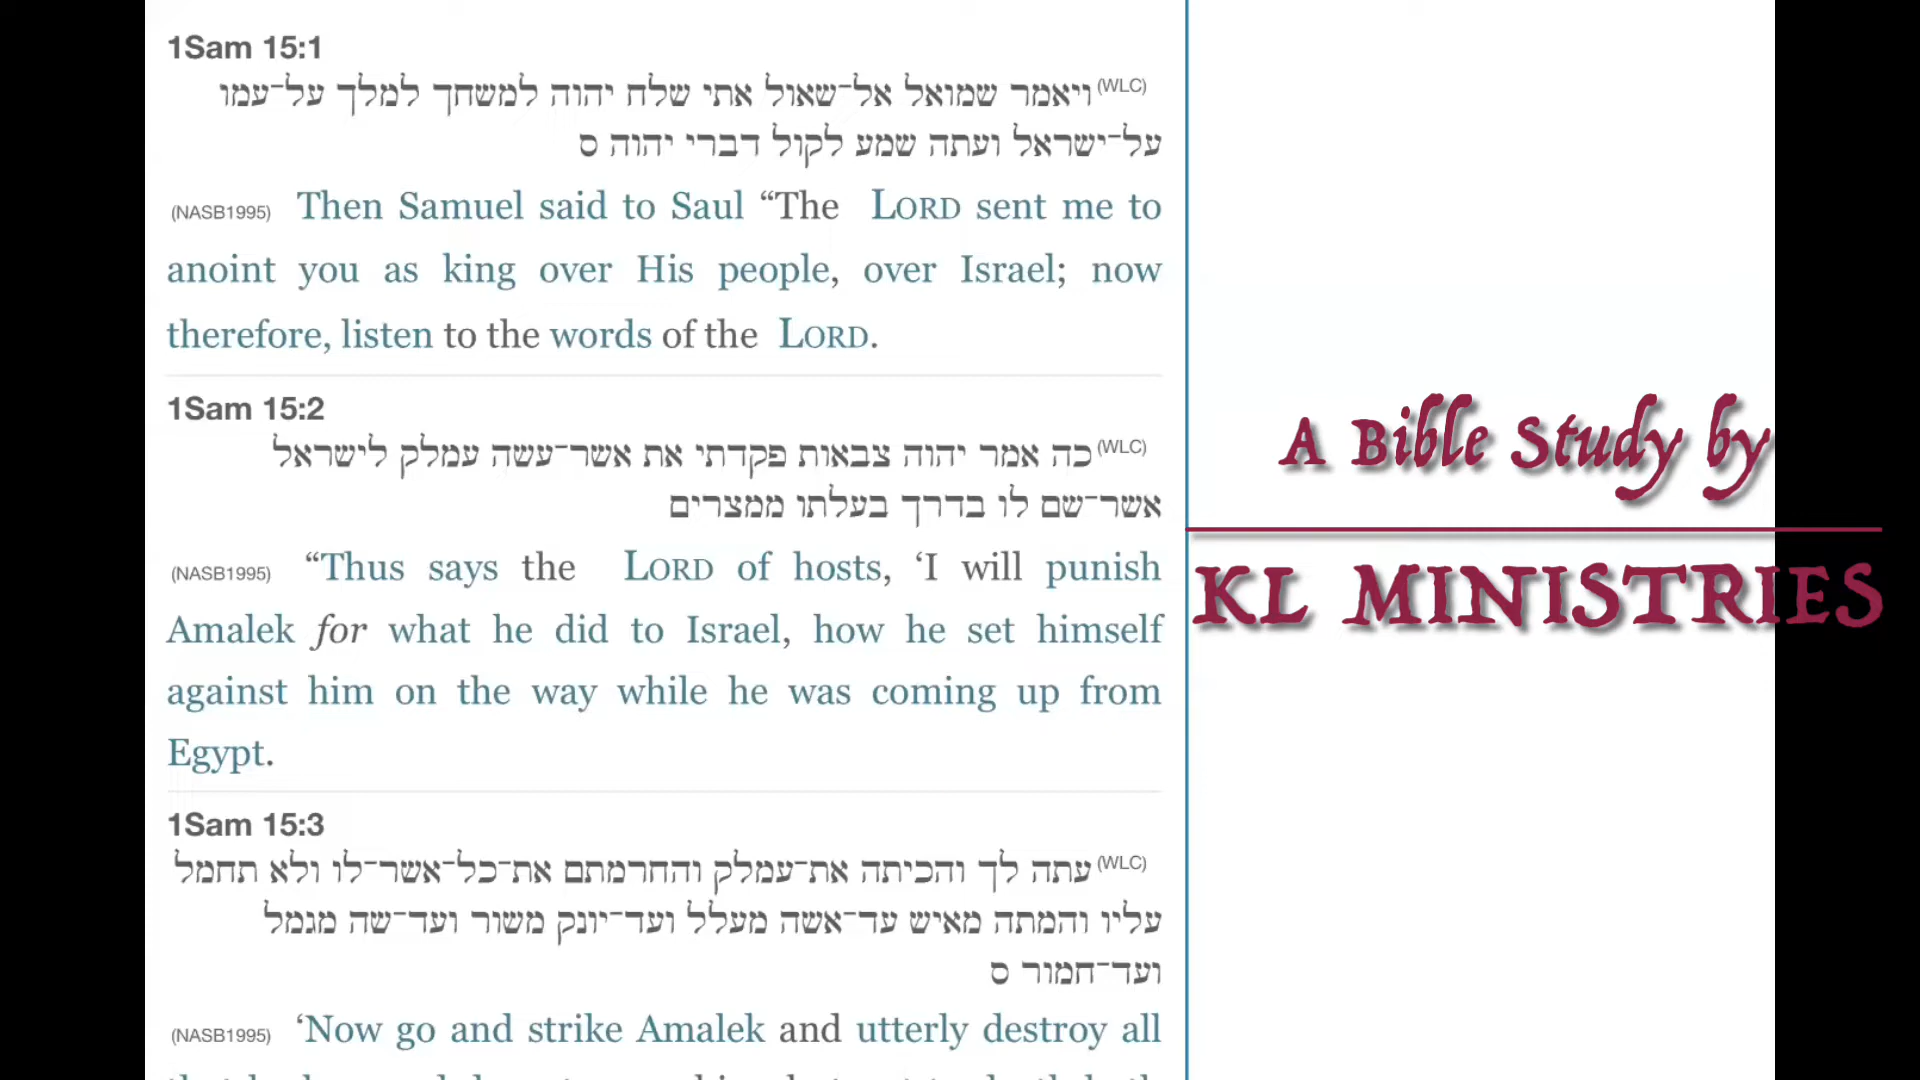 1Sam 15:1
(WLC) ויאמר שמואל אל־שאול אתי שלח יהוה למשחך למלך על־עמו
על־ישראל ועתה שמע לקול דברי יהוה ס
(NASB1995) Then Samuel said to Saul “The LORD sent me to
anoint you as king over His people, over Israel; now
therefore, listen to the words of the LORD.
1Sam 15:2
(WLC) כה אמר יהוה צבאות פקדתי את אשר־עשה עמלק לישראל
אשר־שם לו בדרך בעלתו ממצרים
(NASB1995) “Thus says the LORD of hosts, ‘I will punish
Amalek for what he did to Israel, how he set himself
against him on the way while he was coming up from
Egypt.
1Sam 15:3
(WLC) עתה לך והכיתה את־עמלק והחרמתם את־כל־אשר־לו ולא תחמל
עליו והמתה מאיש עד־אשה מעלל ועד־יונק משור ועד־שה מגמל
ועד־חמור ס
(NASB1995) ‘Now go and strike Amalek and utterly destroy all
A Bible Study by
KL MINISTRIES